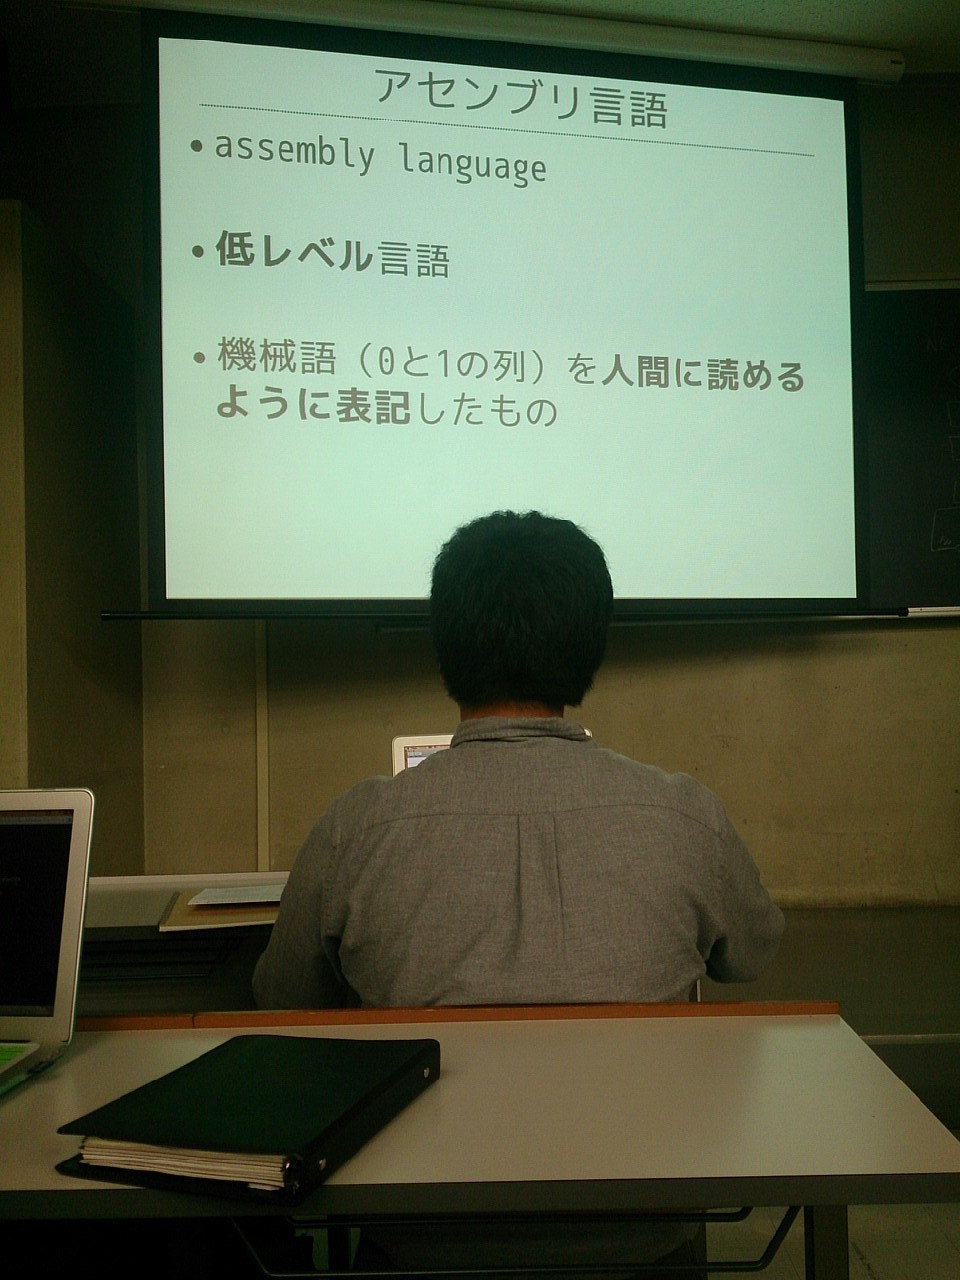 アセンブリ言語
• assembly language
• 低レベル言語
• 機械語（0と1の列）を人間に読める
ように表記したもの